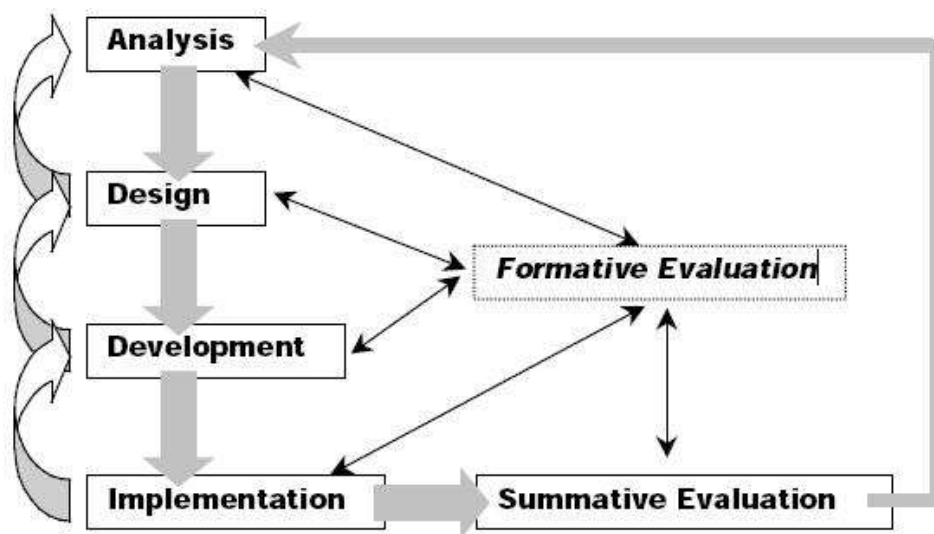 Analysis
Design
Formative Evaluation
Development
Implementation
Summative Evaluation